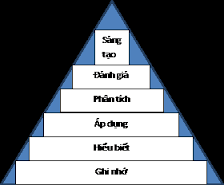 Sáng
tạo
Đánh giá
Phân tích
Áp dụng
Hiểu biết
Ghi nhớ